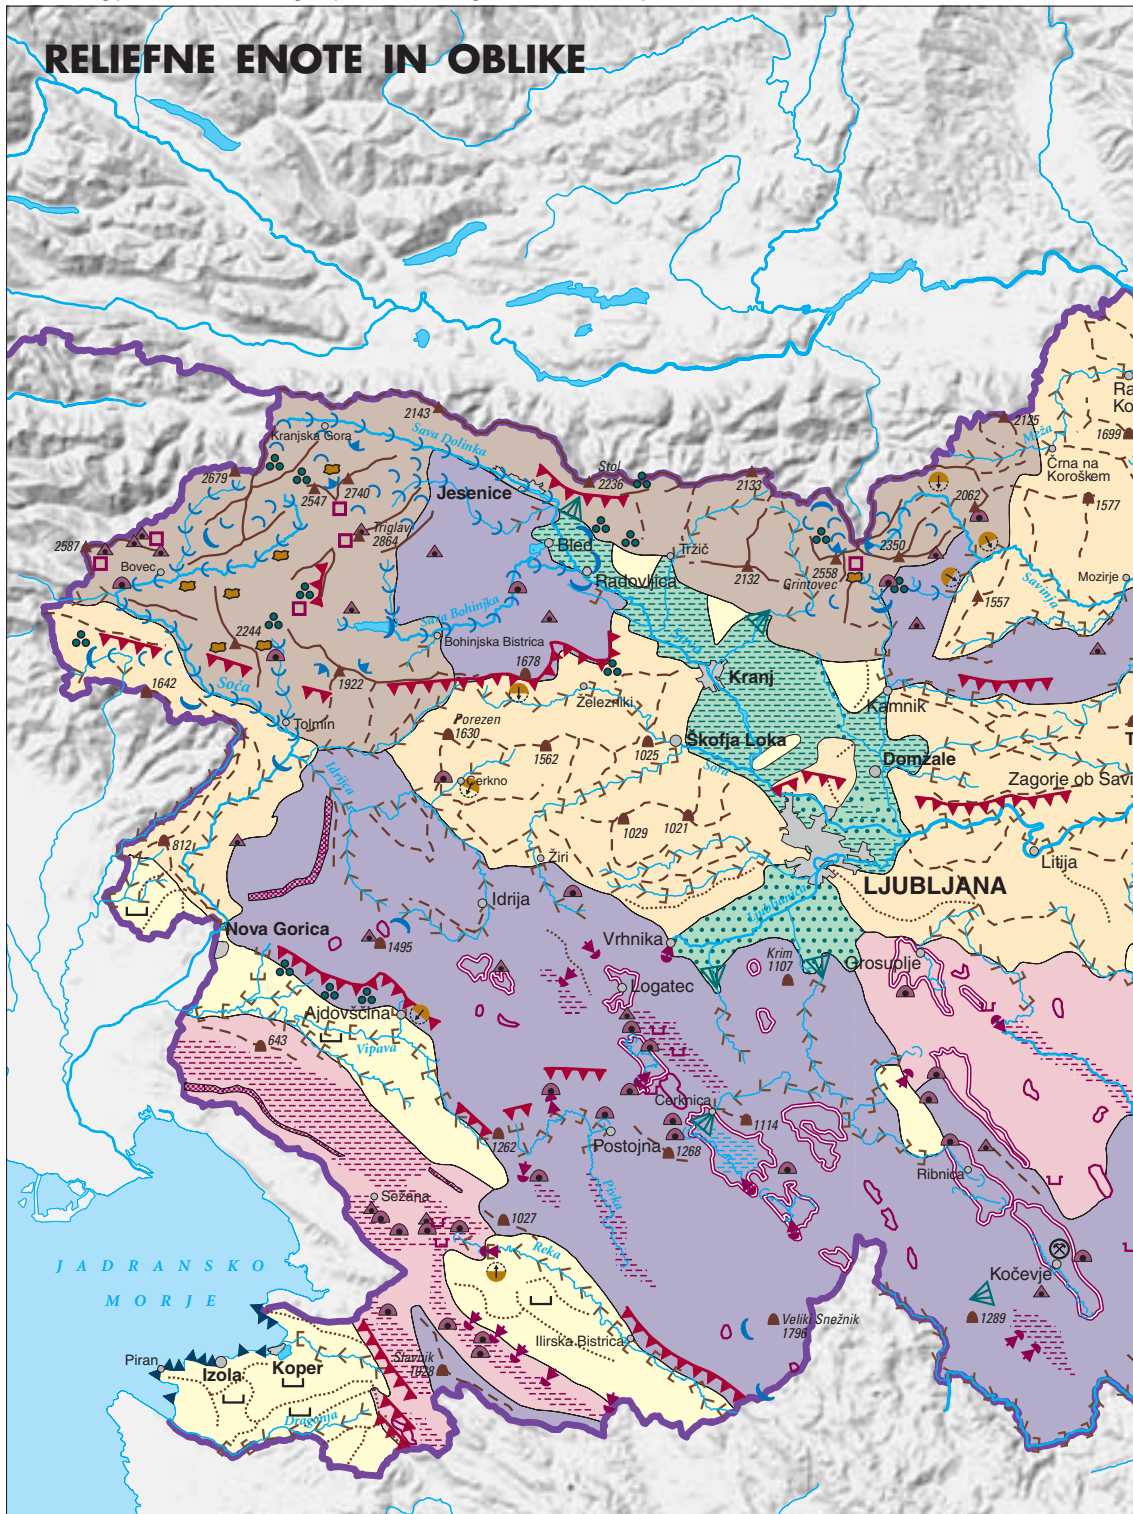 RELIEFNE ENOTE IN OBLIKE
2143
Kranjska Gora
Sava Dolinka
2125
Meža
1699
Ra
Ko
Črna na
Koroškem
Stol
2236
2133
2679
2547
2740
Jesenice
2062
1577
Triglav
2864
2587
Bovec
Bled
Tržič
2350
2558
Grintovec
2132
Radovljica
Savinja
Mozirje
1557
Sava Bohinjka
Bohinjska Bistrica
2244
Sava
1678
1922
Soča
1642
Kranj
Železniki
Kamnik
Tolmin
Porezen
1630
1562
1025
Škofja Loka
T
Sora
Domžale
Idrijca
Cerkno
Zagorje ob Savi
812
1029
1021
Žiri
Litija
LJUBLJANA
Idrija
Ljubljanica
Nova Gorica
Vrhnika
1495
Krim
1107
Grosuplje
Logatec
Ajdovščina
643
Vipava
Cerknica
1114
1262
Postojna
1268
Ribnica
Pivka
Sežana
1027
Reka
JADRANSKO
MORJE
Kočevje
Veliki Snežnik
1796
1289
Ilirska Bistrica
Piran
Izola
Koper
Slavnik
1028
Dragonja